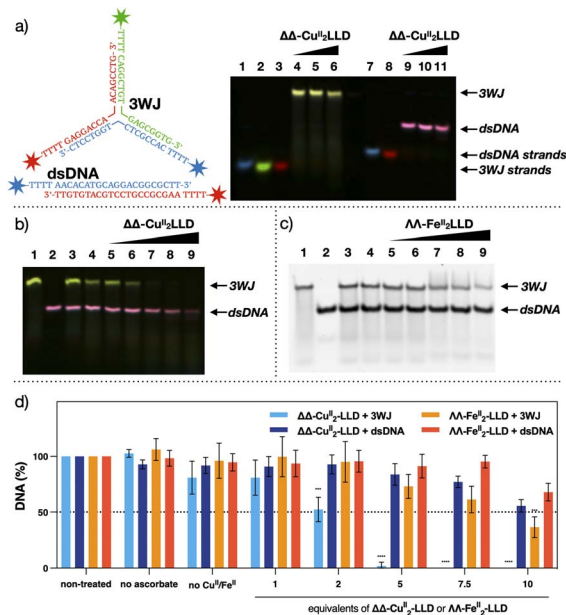 a)
TTTT CAGGCTGT
ACAGCCTG-3'
3WJ
GAGCGGTG-3'
TTTT GAGGACCA
3'-CTCCTGGT
CTCGCCAC TTTT
dsDNA
TTTT AACACATGCAGGACGGCGCTT-3'
3'-TTGTGTACGTCCTGCCGCGAA TTTT
ΔΔ-Cuᴵᴵ₂LLD ΔΔ-Cuᴵᴵ₂LLD
1 2 3 4 5 6 7 8 9 10 11
3WJ
dsDNA
dsDNA strands
3WJ strands
b)
ΔΔ-Cuᴵᴵ₂LLD
1 2 3 4 5 6 7 8 9
3WJ
dsDNA
c)
ΛΛ-Feᴵᴵ₂LLD
1 2 3 4 5 6 7 8 9
3WJ
dsDNA
d)
ΔΔ-Cuᴵᴵ₂-LLD + 3WJ
ΔΔ-Cuᴵᴵ₂-LLD + dsDNA
ΛΛ-Feᴵᴵ₂-LLD + 3WJ
ΛΛ-Feᴵᴵ₂-LLD + dsDNA
DNA (%)
100
50
0
*** **** **** **** ***
non-treated no ascorbate no Cuᴵᴵ/Feᴵᴵ 1 2 5 7.5 10
equivalents of ΔΔ-Cuᴵᴵ₂-LLD or ΛΛ-Feᴵᴵ₂-LLD